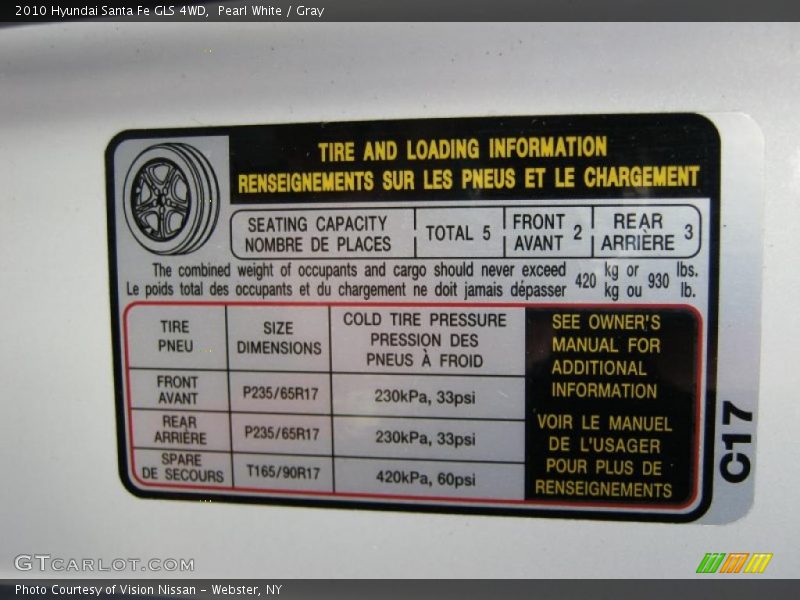 2010 Hyundai Santa Fe GLS 4WD,  Pearl White / Gray
TIRE AND LOADING INFORMATION
RENSEIGNEMENTS SUR LES PNEUS ET LE CHARGEMENT
SEATING CAPACITY
NOMBRE DE PLACES
TOTAL 5
FRONT
AVANT 2
REAR
ARRIÈRE 3
The combined weight of occupants and cargo should never exceed 420 kg or 930 lbs.
Le poids total des occupants et du chargement ne doit jamais dépasser kg ou lb.
TIRE
PNEU
SIZE
DIMENSIONS
COLD TIRE PRESSURE
PRESSION DES
PNEUS À FROID
FRONT
AVANT
P235/65R17
230kPa, 33psi
REAR
ARRIÈRE
P235/65R17
230kPa, 33psi
SPARE
DE SECOURS
T165/90R17
420kPa, 60psi
SEE OWNER'S
MANUAL FOR
ADDITIONAL
INFORMATION
VOIR LE MANUEL
DE L'USAGER
POUR PLUS DE
RENSEIGNEMENTS
C17
GTCARLOT.COM
Photo Courtesy of Vision Nissan - Webster, NY